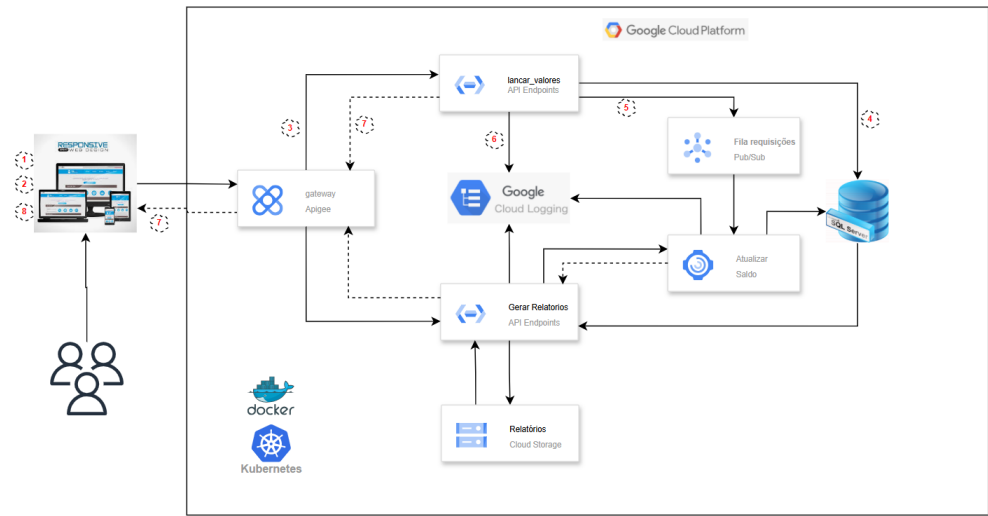 Google Cloud Platform
lancar_valores
API Endpoints
3
7
5
4
6
Fila requisições
Pub/Sub
1
2
8
7
RESPONSIVE
WEB DESIGN
gateway
Apigee
Google
Cloud Logging
SQL Server
Atualizar
Saldo
Gerar Relatorios
API Endpoints
docker
Kubernetes
Relatórios
Cloud Storage